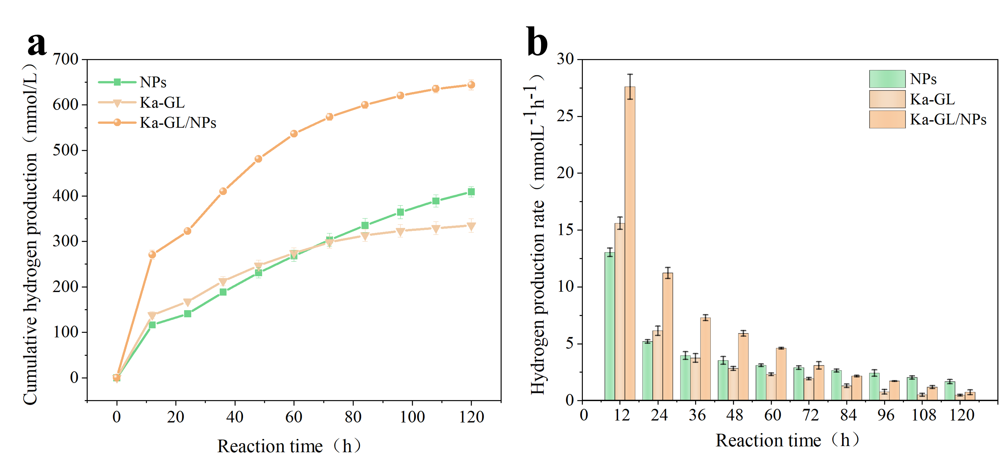 a
700
600
500
400
300
200
100
0
Cumulative hydrogen production（mmol/L）
NPs
Ka-GL
Ka-GL/NPs
0 20 40 60 80 100 120
Reaction time（h）
b
30
25
20
15
10
5
0
Hydrogen production rate（mmolL⁻¹h⁻¹）
NPs
Ka-GL
Ka-GL/NPs
0 12 24 36 48 60 72 84 96 108 120
Reaction time（h）